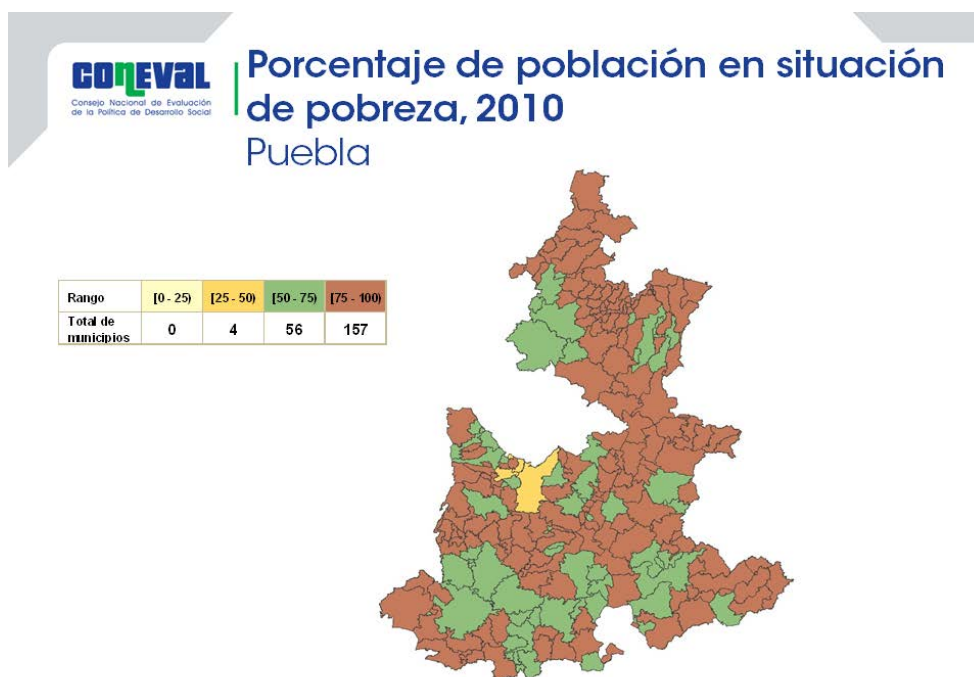 CONEVAL
Consejo Nacional de Evaluación
de la Política de Desarrollo Social
Porcentaje de población en situación
de pobreza, 2010
Puebla
Rango [0 - 25) [25 - 50) [50 - 75) [75 - 100)
Total de
municipios 0 4 56 157